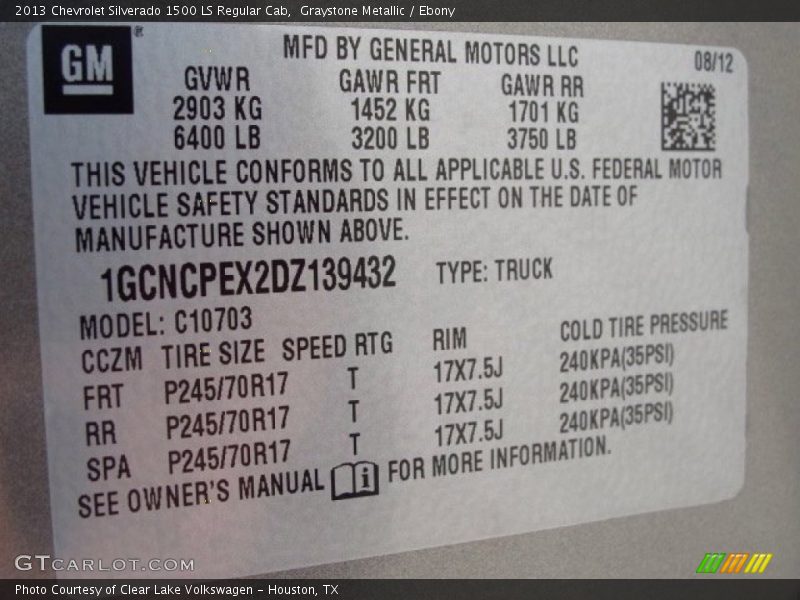 2013 Chevrolet Silverado 1500 LS Regular Cab, Graystone Metallic / Ebony
GM®
MFD BY GENERAL MOTORS LLC
08/12
GVWR GAWR FRT GAWR RR
2903 KG 1452 KG 1701 KG
6400 LB 3200 LB 3750 LB
THIS VEHICLE CONFORMS TO ALL APPLICABLE U.S. FEDERAL MOTOR
VEHICLE SAFETY STANDARDS IN EFFECT ON THE DATE OF
MANUFACTURE SHOWN ABOVE.
1GCNCPEX2DZ139432 TYPE: TRUCK
MODEL: C10703
CCZM TIRE SIZE SPEED RTG RIM COLD TIRE PRESSURE
FRT P245/70R17 T 17X7.5J 240KPA(35PSI)
RR P245/70R17 T 17X7.5J 240KPA(35PSI)
SPA P245/70R17 T 17X7.5J 240KPA(35PSI)
SEE OWNER'S MANUAL i FOR MORE INFORMATION.
GTCARLOT.COM
Photo Courtesy of Clear Lake Volkswagen – Houston, TX